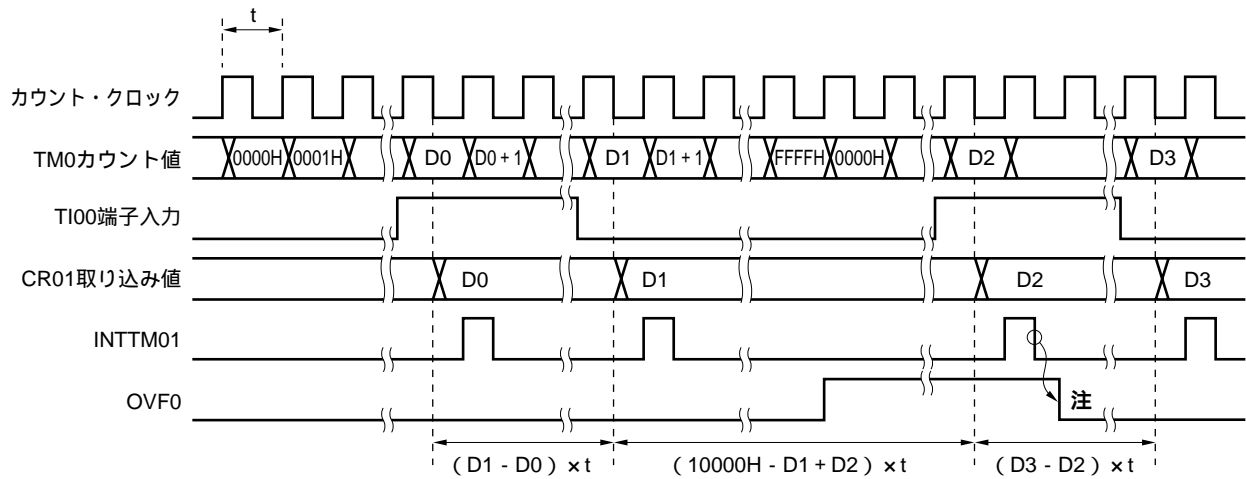 t
カウント・クロック
TM0カウント値 0000H 0001H D0 D0 + 1 D1 D1 + 1 FFFFH 0000H D2 D3
TI00端子入力
CR01取り込み値 D0 D1 D2 D3
INTTM01
OVF0 注
（D1 - D0）×t （10000H - D1 + D2）×t （D3 - D2）×t